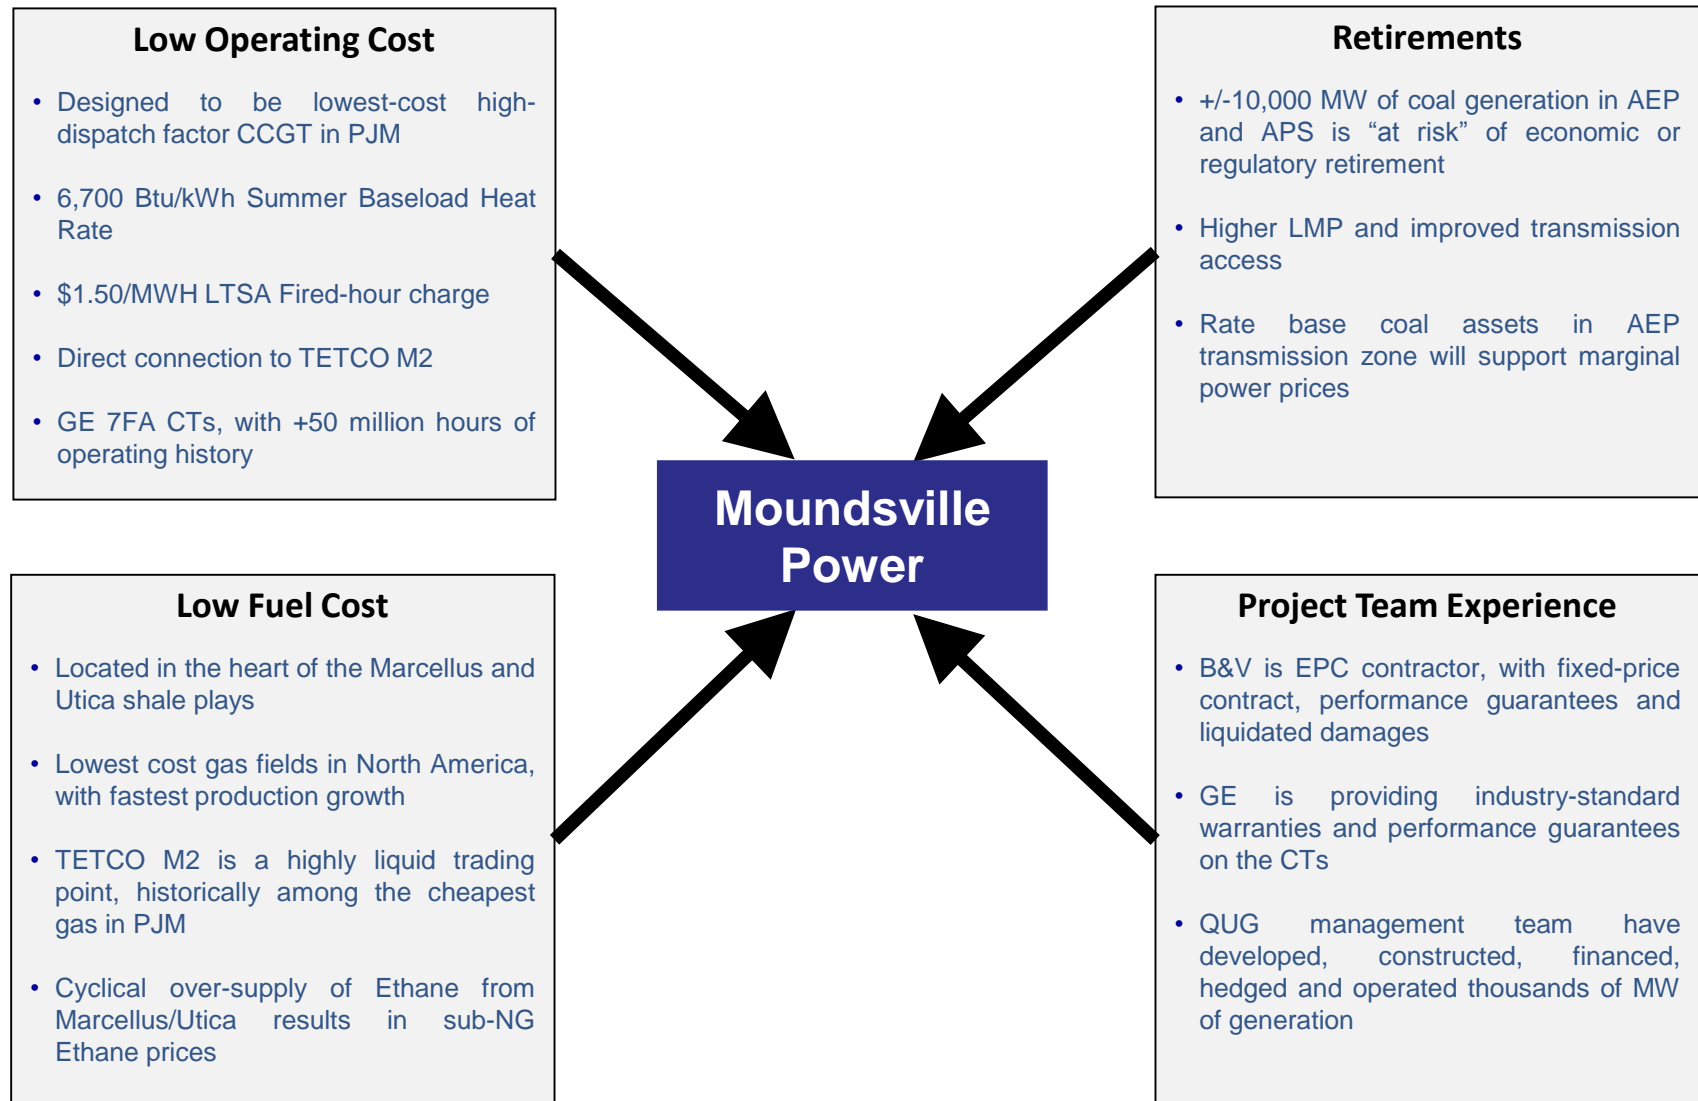 Low Operating Cost
• Designed to be lowest-cost high-
dispatch factor CCGT in PJM
• 6,700 Btu/kWh Summer Baseload Heat
Rate
• $1.50/MWH LTSA Fired-hour charge
• Direct connection to TETCO M2
• GE 7FA CTs, with +50 million hours of
operating history
Retirements
• +/-10,000 MW of coal generation in AEP
and APS is “at risk” of economic or
regulatory retirement
• Higher LMP and improved transmission
access
• Rate base coal assets in AEP
transmission zone will support marginal
power prices
Moundsville
Power
Low Fuel Cost
• Located in the heart of the Marcellus and
Utica shale plays
• Lowest cost gas fields in North America,
with fastest production growth
• TETCO M2 is a highly liquid trading
point, historically among the cheapest
gas in PJM
• Cyclical over-supply of Ethane from
Marcellus/Utica results in sub-NG
Ethane prices
Project Team Experience
• B&V is EPC contractor, with fixed-price
contract, performance guarantees and
liquidated damages
• GE is providing industry-standard
warranties and performance guarantees
on the CTs
• QUG management team have
developed, constructed, financed,
hedged and operated thousands of MW
of generation